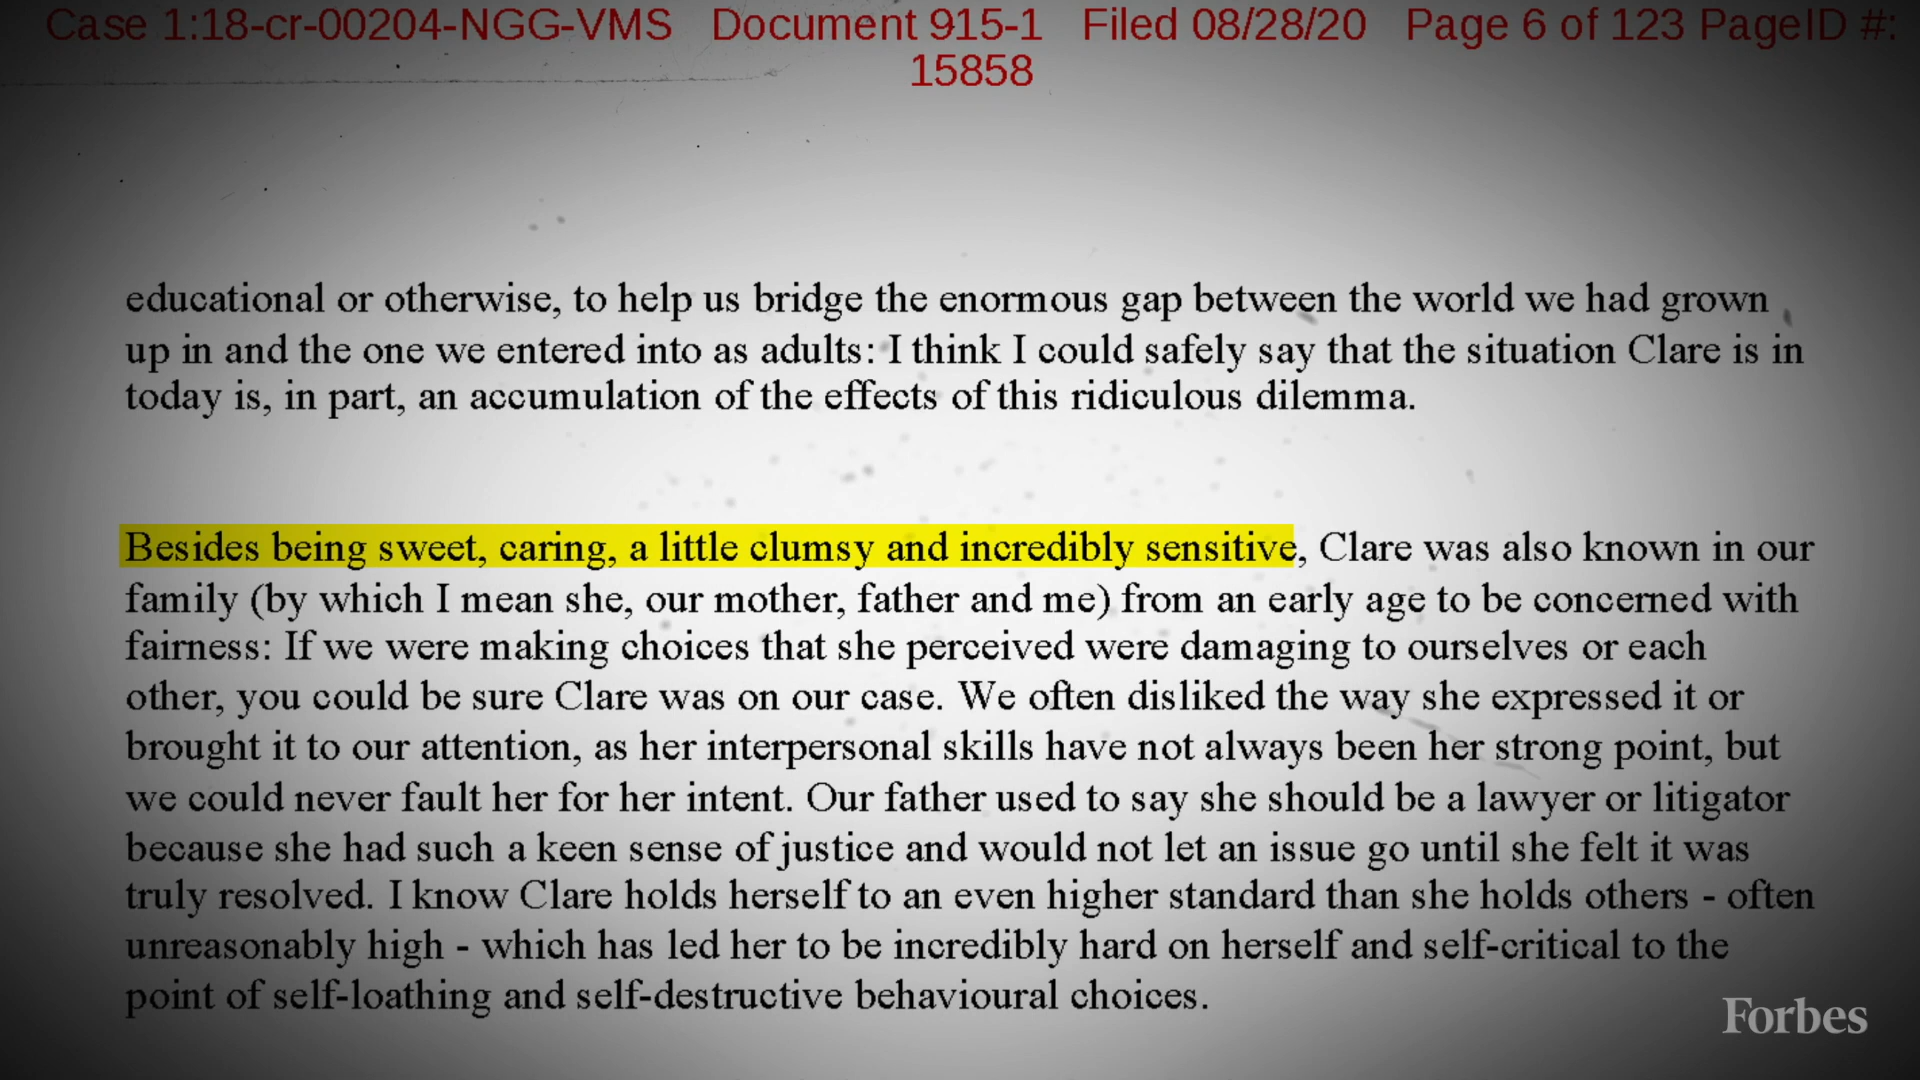 Case 1:18-cr-00204-NGG-VMS Document 915-1 Filed 08/28/20 Page 6 of 123 PageID #:
15858
educational or otherwise, to help us bridge the enormous gap between the world we had grown
up in and the one we entered into as adults: I think I could safely say that the situation Clare is in
today is, in part, an accumulation of the effects of this ridiculous dilemma.
Besides being sweet, caring, a little clumsy and incredibly sensitive, Clare was also known in our
family (by which I mean she, our mother, father and me) from an early age to be concerned with
fairness: If we were making choices that she perceived were damaging to ourselves or each
other, you could be sure Clare was on our case. We often disliked the way she expressed it or
brought it to our attention, as her interpersonal skills have not always been her strong point, but
we could never fault her for her intent. Our father used to say she should be a lawyer or litigator
because she had such a keen sense of justice and would not let an issue go until she felt it was
truly resolved. I know Clare holds herself to an even higher standard than she holds others - often
unreasonably high - which has led her to be incredibly hard on herself and self-critical to the
point of self-loathing and self-destructive behavioural choices.
Forbes